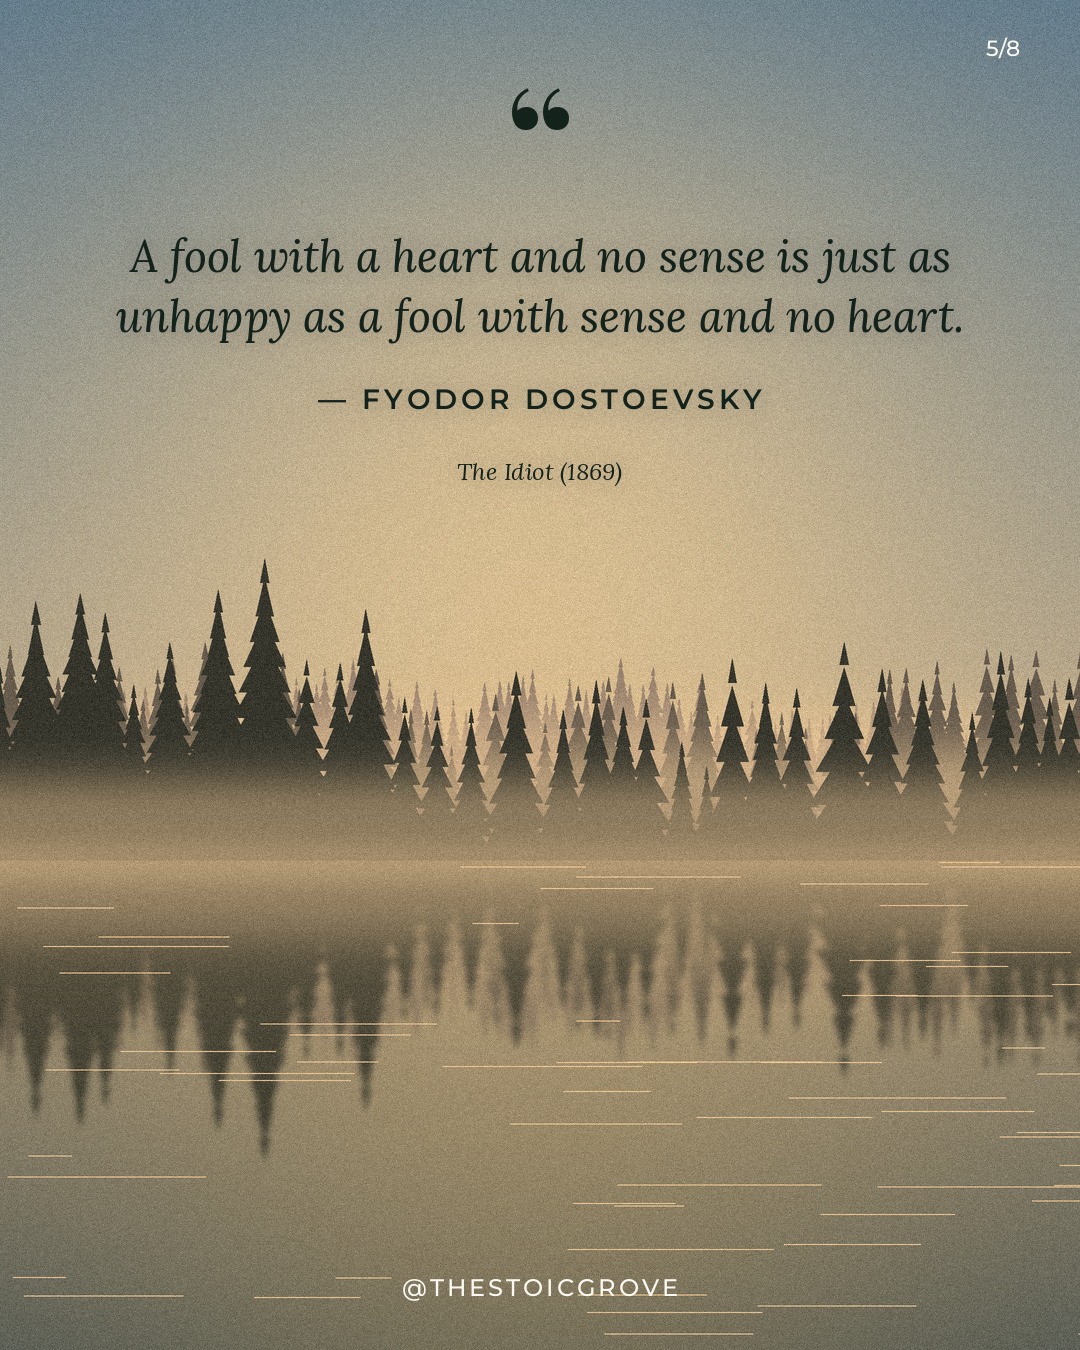 5/8
“
A fool with a heart and no sense is just as
unhappy as a fool with sense and no heart.
— FYODOR DOSTOEVSKY
The Idiot (1869)
@THESTOICGROVE